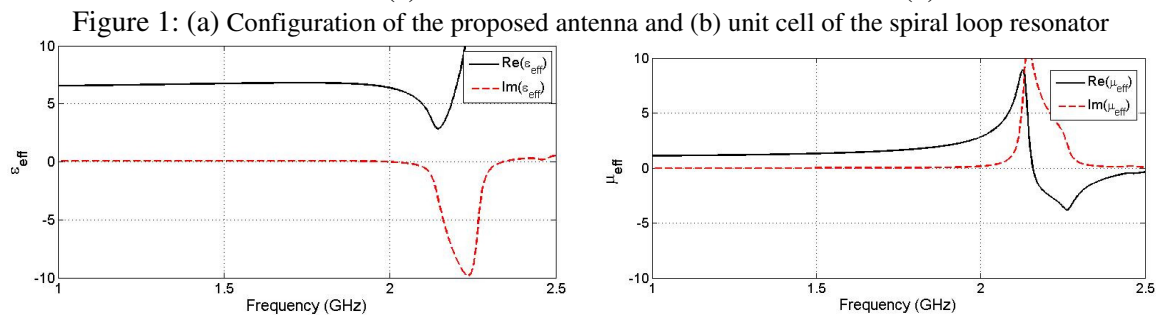 Figure 1: (a) Configuration of the proposed antenna and (b) unit cell of the spiral loop resonator
10
5
0
-5
-10
ε_eff
Re(ε_eff)
Im(ε_eff)
1
1.5
2
2.5
Frequency (GHz)
10
5
0
-5
-10
μ_eff
Re(μ_eff)
Im(μ_eff)
1
1.5
2
2.5
Frequency (GHz)